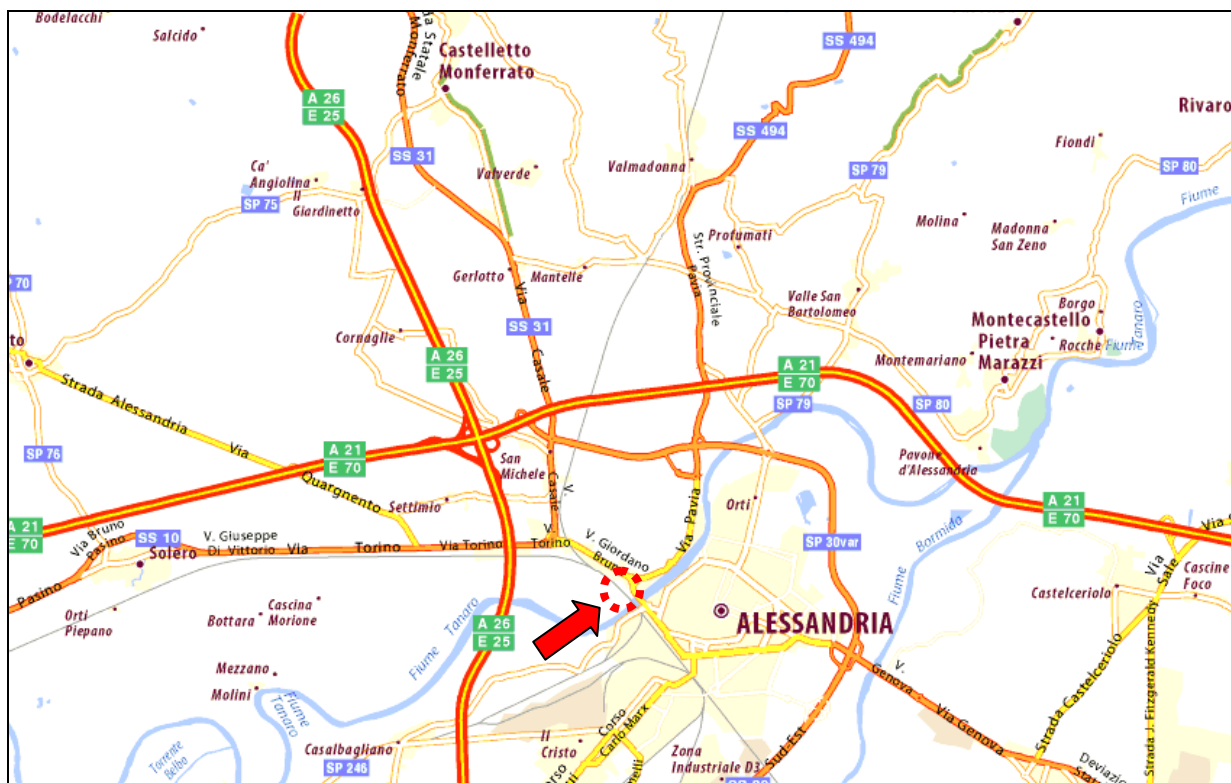 Bodelacchi
Salcido
da Statale
Monferrato
Castelletto
Monferrato
A 26
E 25
SS 31
SS 494
SS 494
Rivaro
Fiondi
SP 79
SP 80
Valmadonna
Valverde
Ca'
Angiolina
Il
Giardinetto
SP 75
Fiume
Molina
Madonna
San Zeno
Profumati
Str. Provinciale
Pavia
Gerlotto
Mantelle
Via
Casale
SS 31
P 70
Valle San
Bartolomeo
Borgo
Montecastello
Pietra
Marazzi
Rocche
Fiume
Tanaro
Cornaglie
to
A 26
E 25
Montemariano
A 21
E 70
SP 79
SP 80
Strada Alessandria
Via
Quargnento
A 21
E 70
SP 76
San
Michele
V.
Casale
Pavone
d'Alessandria
Settimio
Orti
Via Pavia
A 21
E 70
A 21
E 70
Via Bruno
Pasino
SS 10
Solero
V. Giuseppe
Di Vittorio
Via
Torino
Via Torino
V.
Torino
V. Giordano
Bruno
SP 30var
Fiume
Bormida
Via
Sale
Via
Cascine
Foco
Castelceriolo
Pasino
Orti
Piepano
Bottara
Cascina
Morione
Fiume
Tanaro
A 26
E 25
ALESSANDRIA
Mezzano
Molini
Fiume
Tanaro
V.
Genova
Via Genova
Strada Castelceriolo
Strada J. Fitzgerald Kennedy
Torrente
Belbo
Casalbagliano
SP 246
Il
Cristo
Corso
Carlo Marx
Zona
Industriale D3
Sud-Est
Deviazio